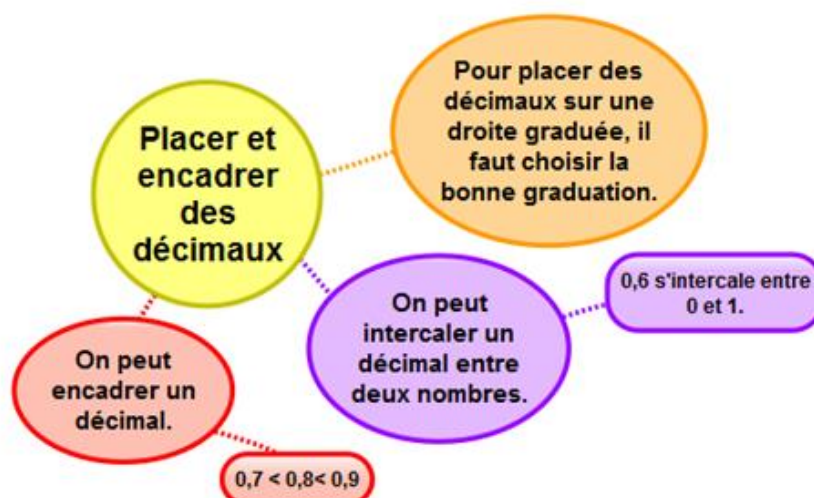 Placer et
encadrer
des
décimaux
Pour placer des
décimaux sur une
droite graduée, il
faut choisir la
bonne graduation.
On peut
intercaler un
décimal entre
deux nombres.
0,6 s'intercale entre
0 et 1.
On peut
encadrer un
décimal.
0,7 < 0,8< 0,9